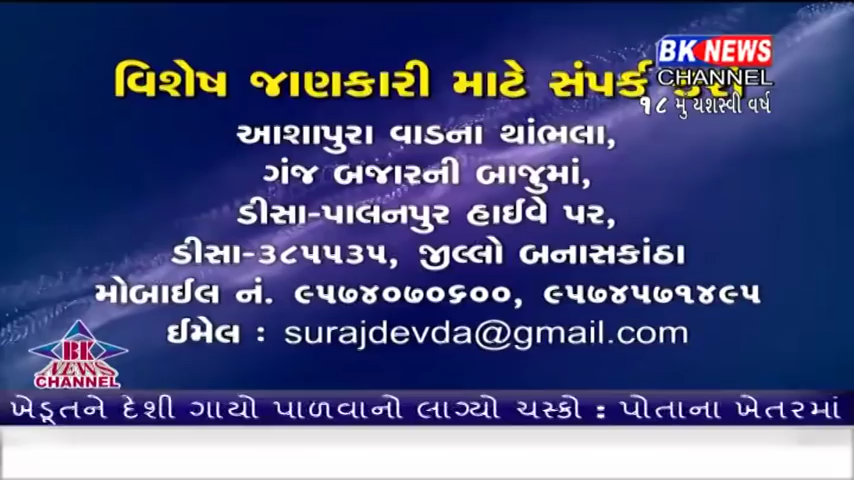 વિશેષ જાણકારી માટે સંપર્ક કરો
BK NEWS
CHANNEL
૧૮ મુ યશસ્વી વર્ષ
આશાપુરા વાડના થાંભલા,
ગંજ બજારની બાજુમાં,
ડીસા-પાલનપુર હાઈવે પર,
ડીસા-૩૮૫૫૩૫, જીલ્લો બનાસકાંઠા
મોબાઈલ નં. ૯૫૭૪૦૭૦૬૦૦, ૯૫૭૪૫૭૧૪૯૫
ઈમેલ : surajdevda@gmail.com
BK
NEWS
CHANNEL
ખેડૂતને દેશી ગાયો પાળવાનો લાગ્યો ચસ્કો : પોતાના ખેતરમાં